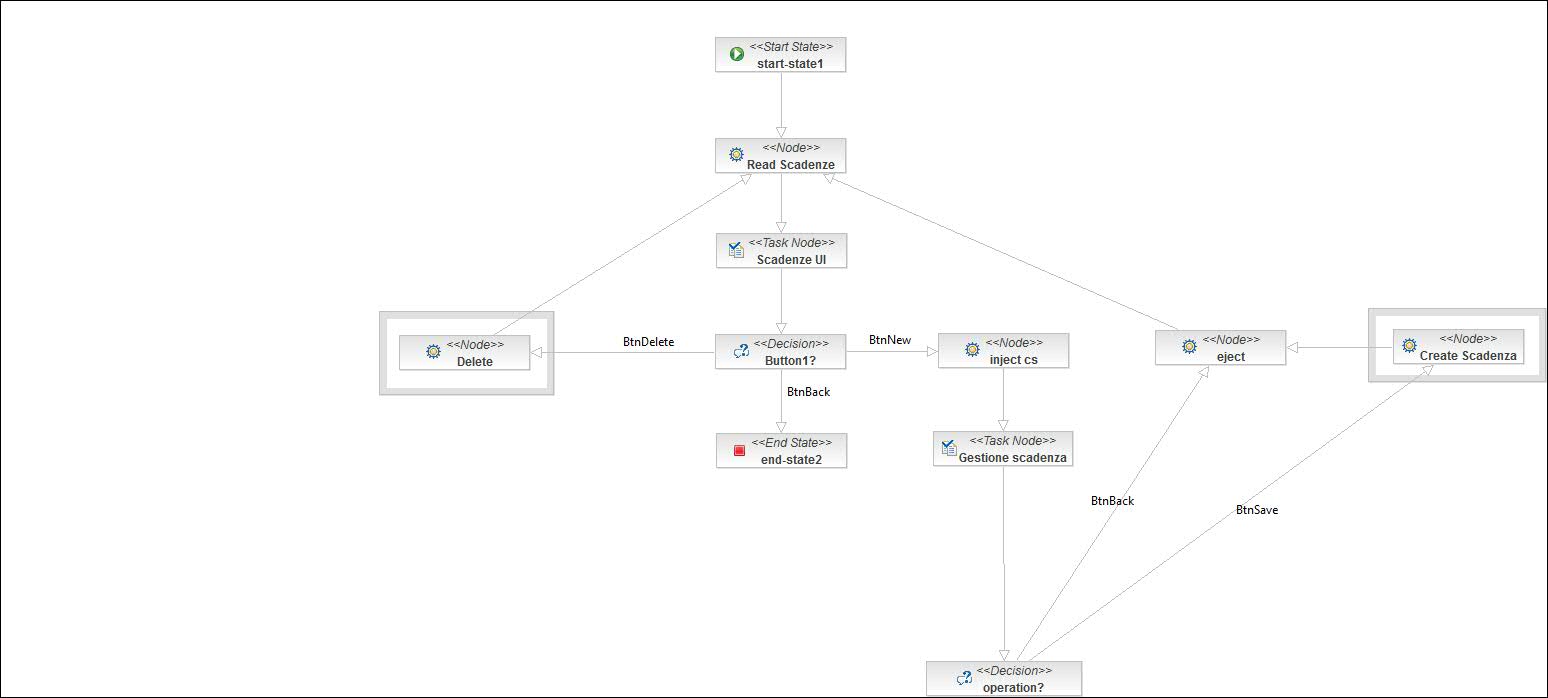 <<Start State>>
start-state1
<<Node>>
Read Scadenze
<<Task Node>>
Scadenze UI
<<Node>>
Delete
BtnDelete
<<Decision>>
Button1?
BtnNew
<<Node>>
inject cs
<<Node>>
eject
<<Node>>
Create Scadenza
BtnBack
<<End State>>
end-state2
<<Task Node>>
Gestione scadenza
BtnBack
BtnSave
<<Decision>>
operation?